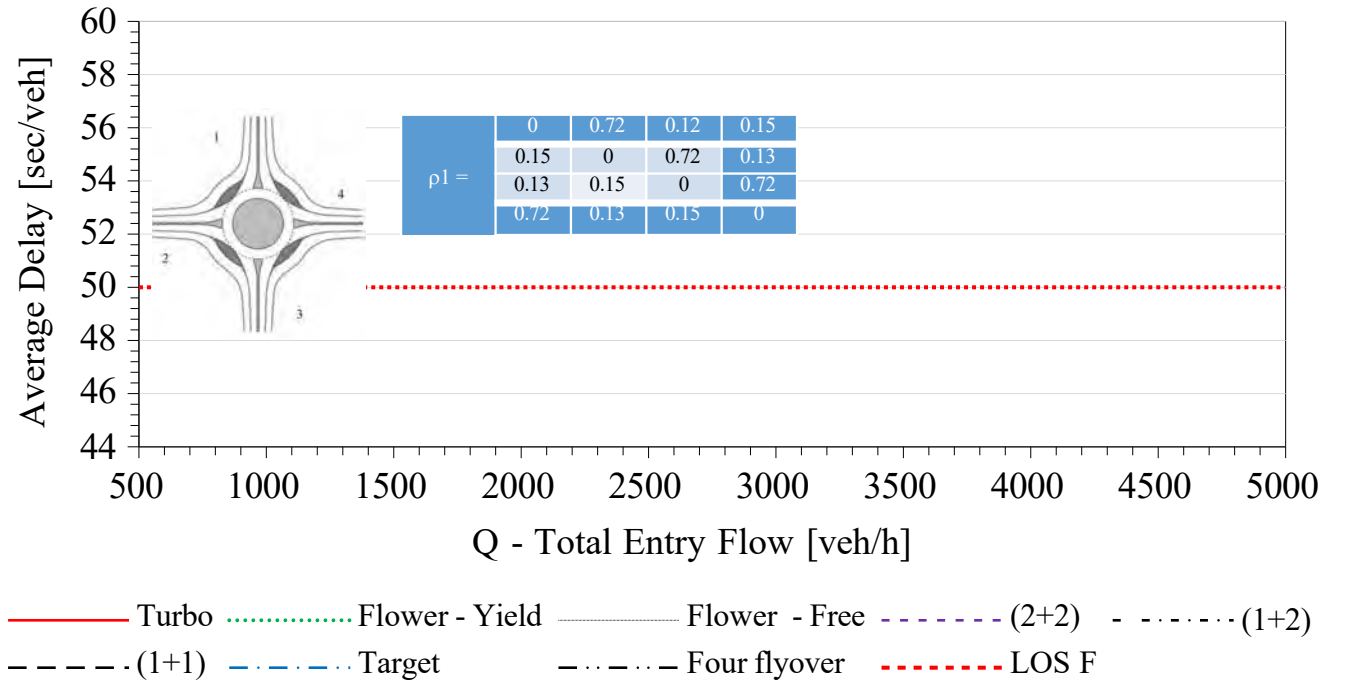 Average Delay [sec/veh]
60
58
56
54
52
50
48
46
44
1
4
2
3
ρ1 =
0 0.72 0.12 0.15
0.15 0 0.72 0.13
0.13 0.15 0 0.72
0.72 0.13 0.15 0
500 1000 1500 2000 2500 3000 3500 4000 4500 5000
Q - Total Entry Flow [veh/h]
Turbo Flower - Yield Flower - Free (2+2) (1+2)
(1+1) Target Four flyover LOS F